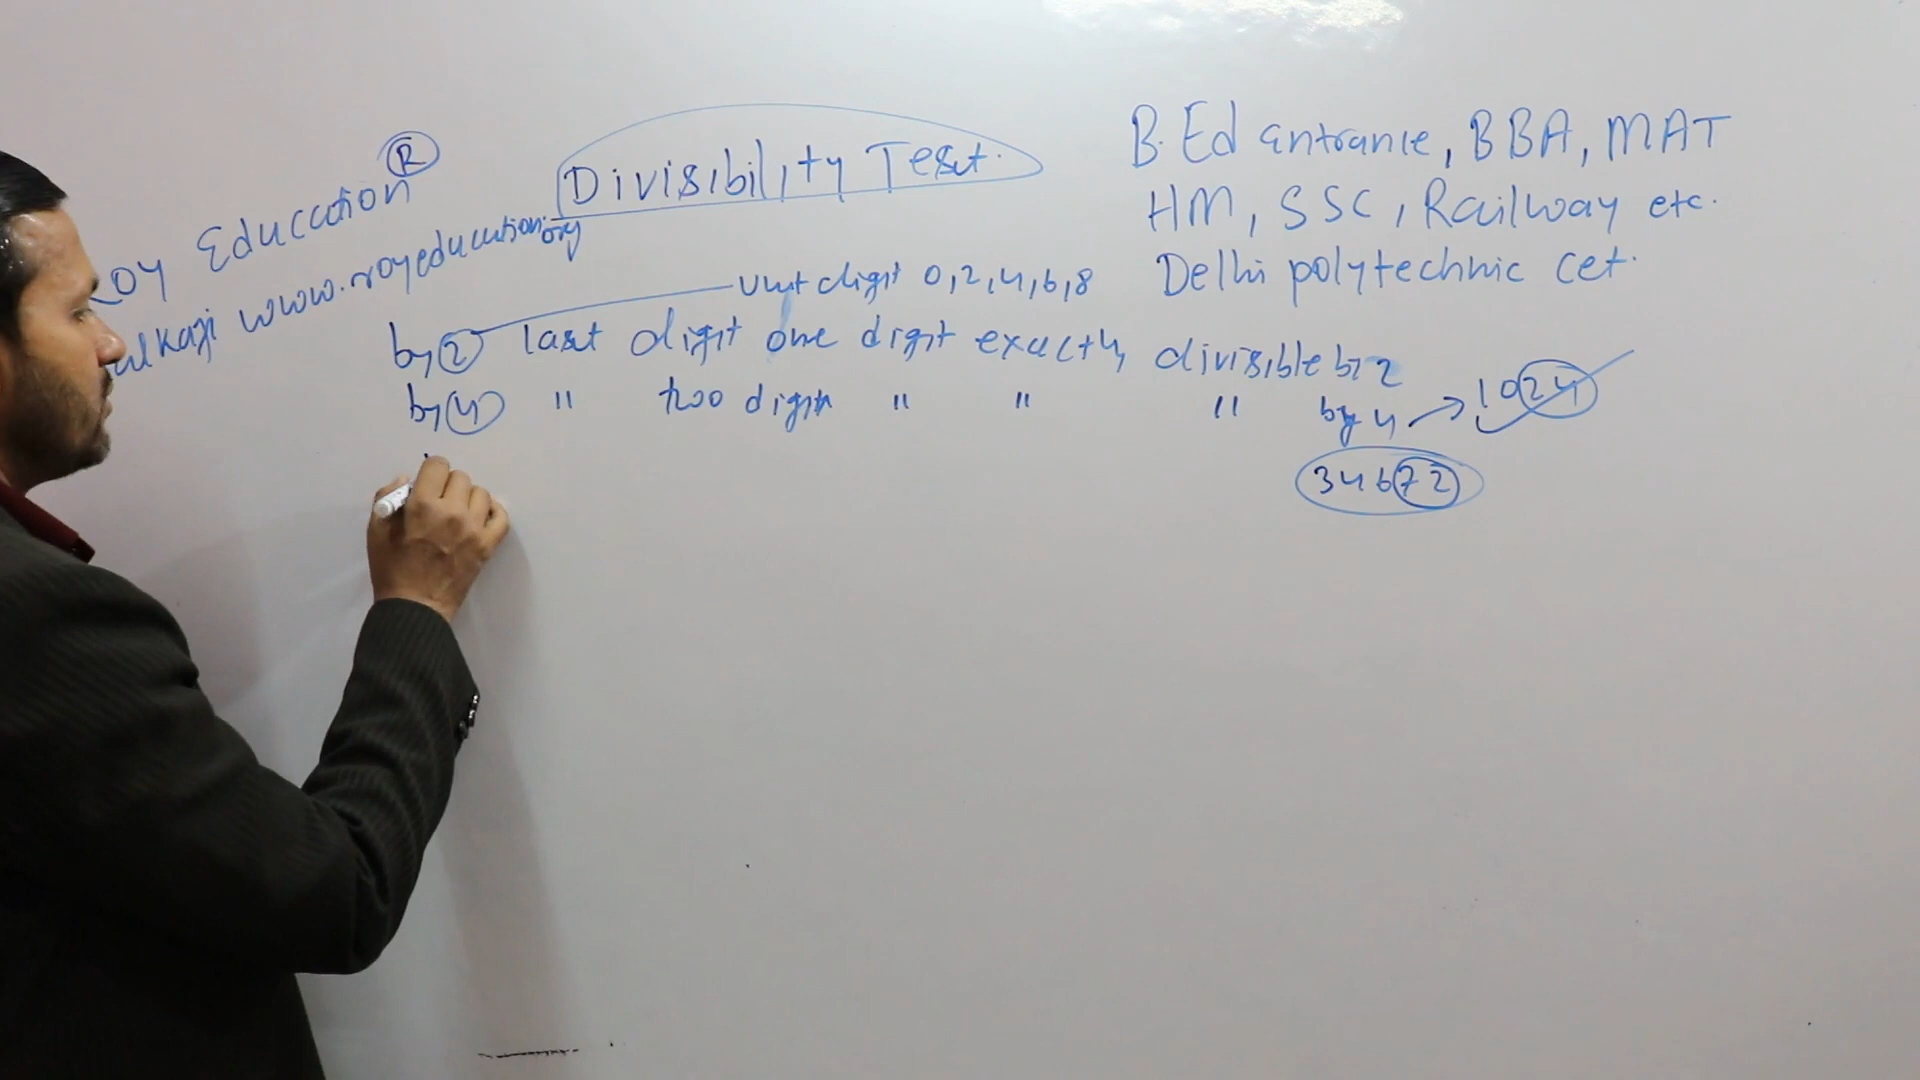 Divisibility Test.
Roy Education R
Kalkaji www.royeducation.org
B.Ed entrance, BBA, MAT
HM, SSC, Railway etc.
Delhi polytechnic cet.
Unit digit 0,2,4,6,8
by 2 last digit one digit exactly divisible by 2
by 4 " two digit " " " by 4 → 1024
34672